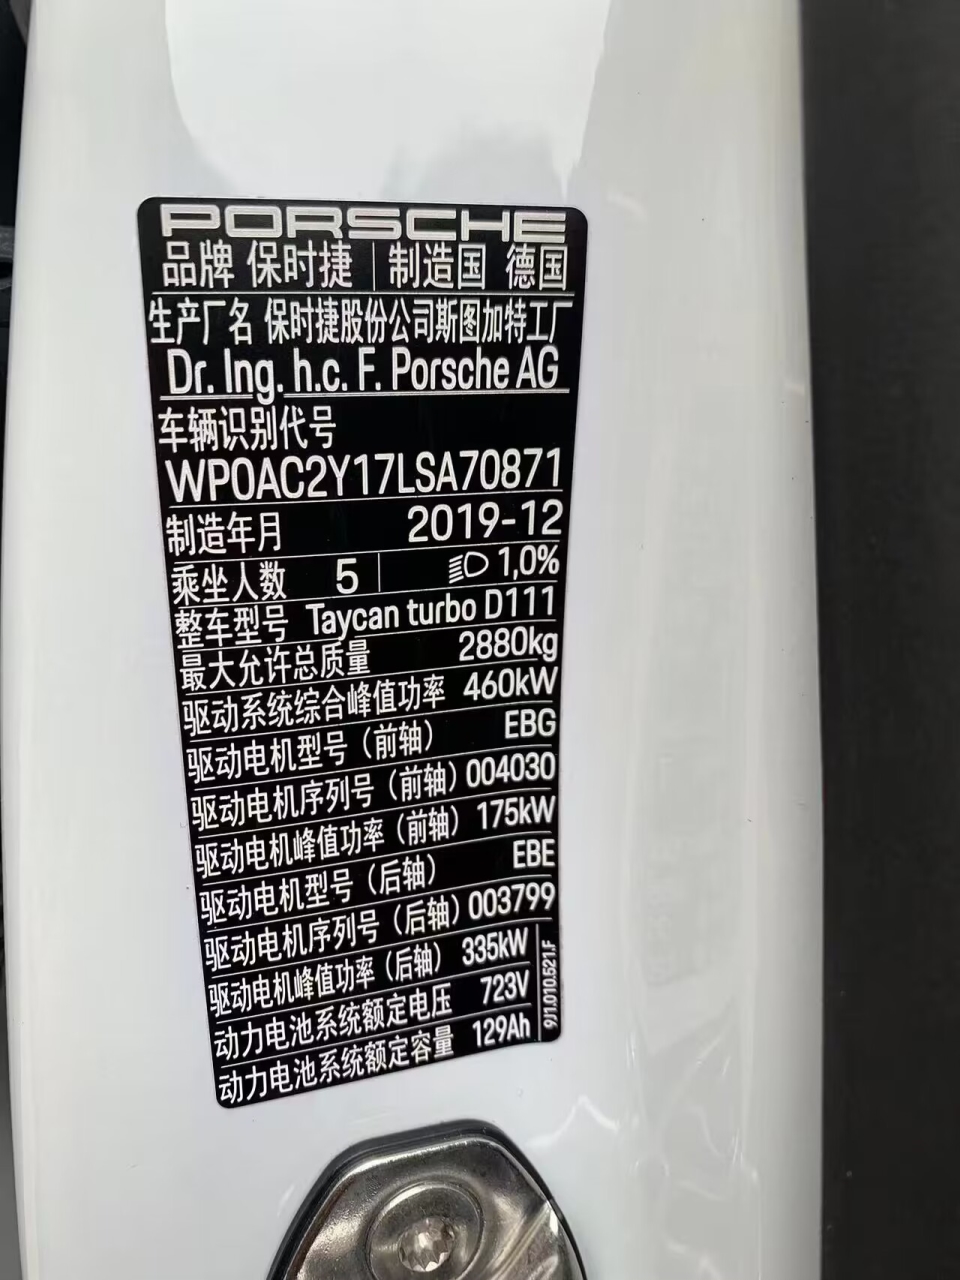 PORSCHE
品牌 保时捷 制造国 德国
生产厂名 保时捷股份公司斯图加特工厂
Dr. Ing. h.c. F. Porsche AG
车辆识别代号
WP0AC2Y17LSA70871
制造年月 2019-12
乘坐人数 5 1,0%
整车型号 Taycan turbo D111
最大允许总质量 2880kg
驱动系统综合峰值功率 460kW
驱动电机型号（前轴） EBG
驱动电机序列号（前轴） 004030
驱动电机峰值功率（前轴） 175kW
驱动电机型号（后轴） EBE
驱动电机序列号（后轴） 003799
驱动电机峰值功率（后轴） 335kW
动力电池系统额定电压 723V
动力电池系统额定容量 129Ah
9J1.010.521.F